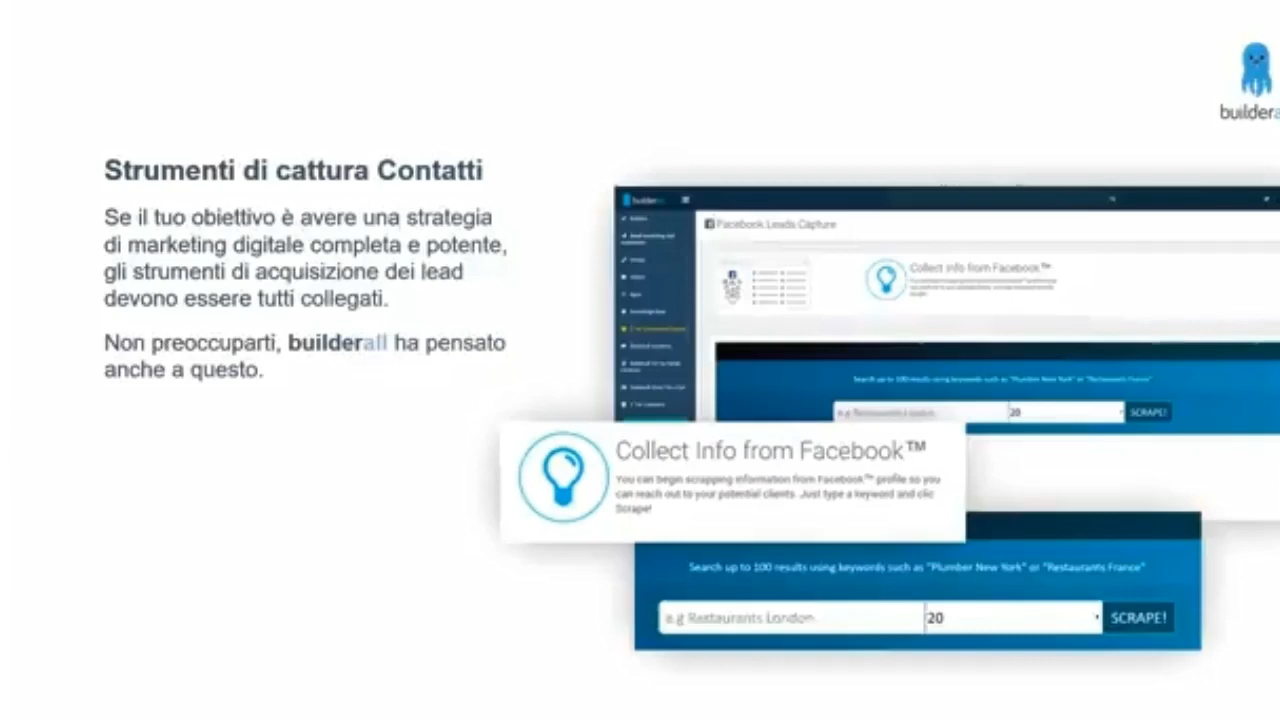 builder
Strumenti di cattura Contatti
Se il tuo obiettivo è avere una strategia
di marketing digitale completa e potente,
gli strumenti di acquisizione dei lead
devono essere tutti collegati.
Non preoccuparti, builderall ha pensato
anche a questo.
builderall
Facebook Leads Capture
Collect Info from Facebook™
Search up to 100 results using keywords such as "Plumber New York" or "Restaurants France"
e.g Restaurants London
20
SCRAPE!
Collect Info from Facebook™
You can begin scrapping information from Facebook™ profile so you
can reach out to your potential clients. Just type a keyword and clic
Scrape!
Search up to 100 results using keywords such as "Plumber New York" or "Restaurants France"
e.g Restaurants London
20
SCRAPE!